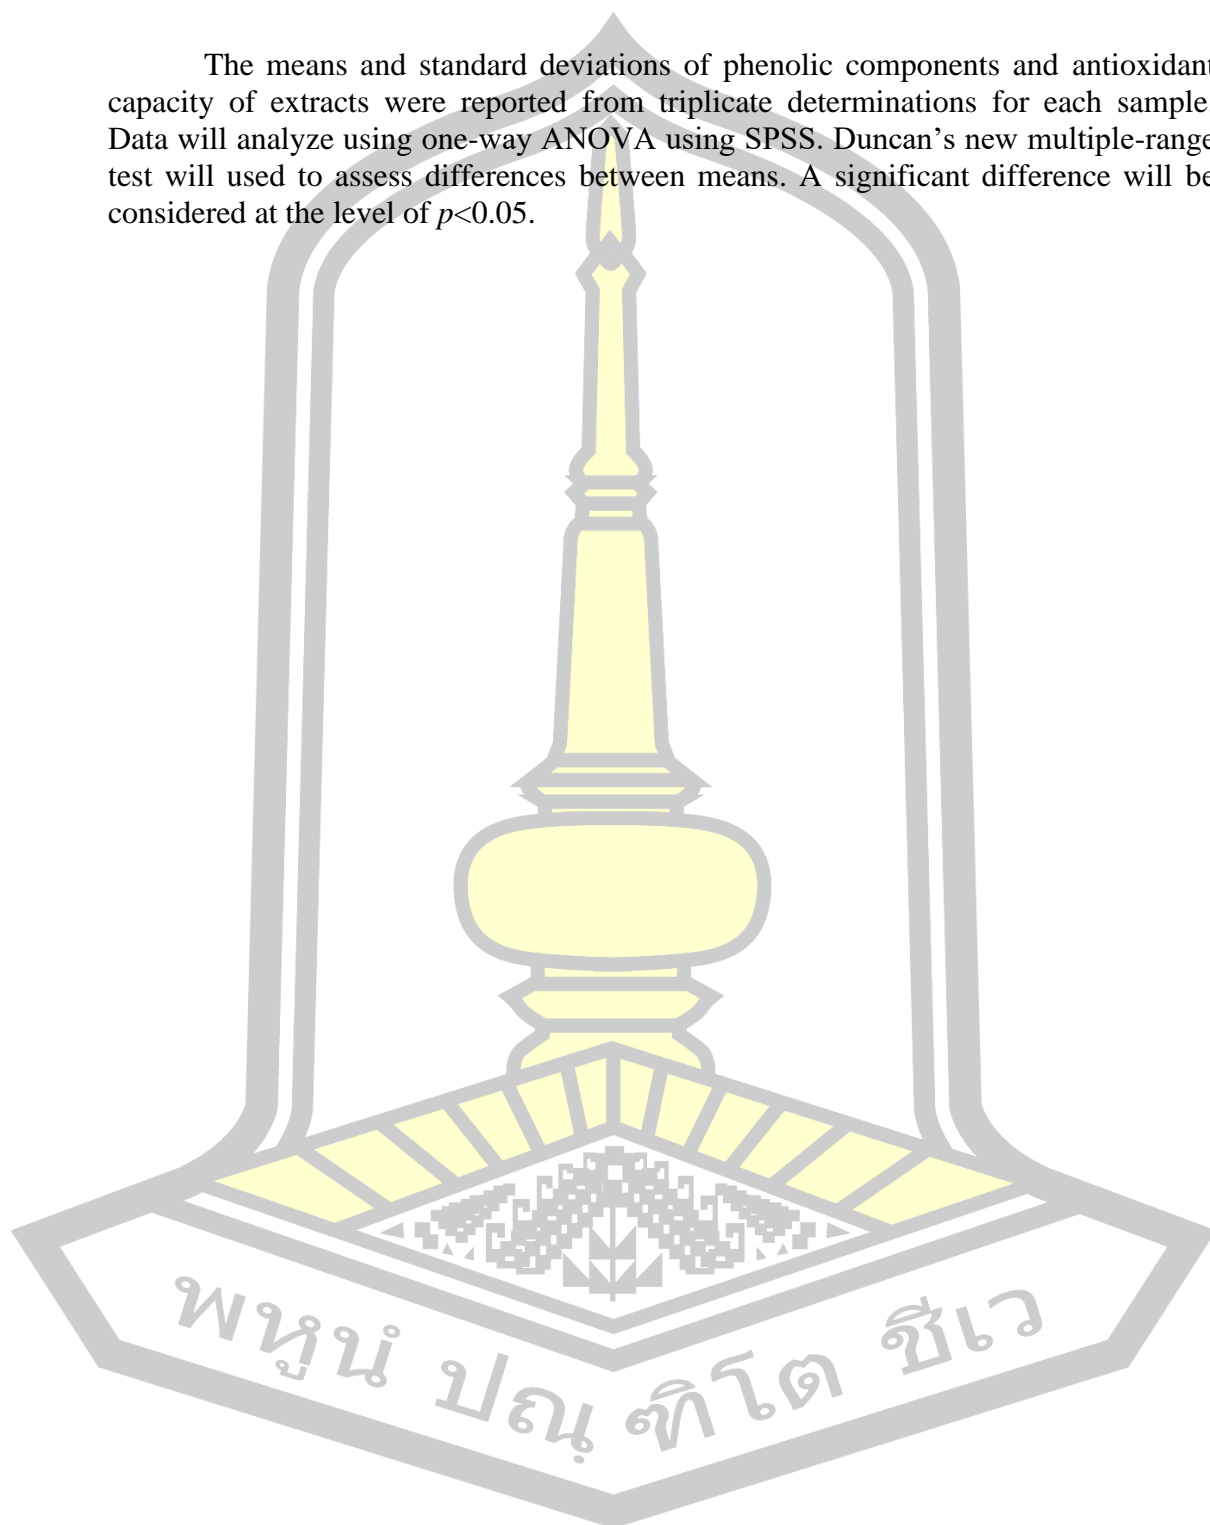 The means and standard deviations of phenolic components and antioxidant
capacity of extracts were reported from triplicate determinations for each sample.
Data will analyze using one-way ANOVA using SPSS. Duncan’s new multiple-range
test will used to assess differences between means. A significant difference will be
considered at the level of p<0.05.
พหูนํ ปณฺฑิโต ชีเว